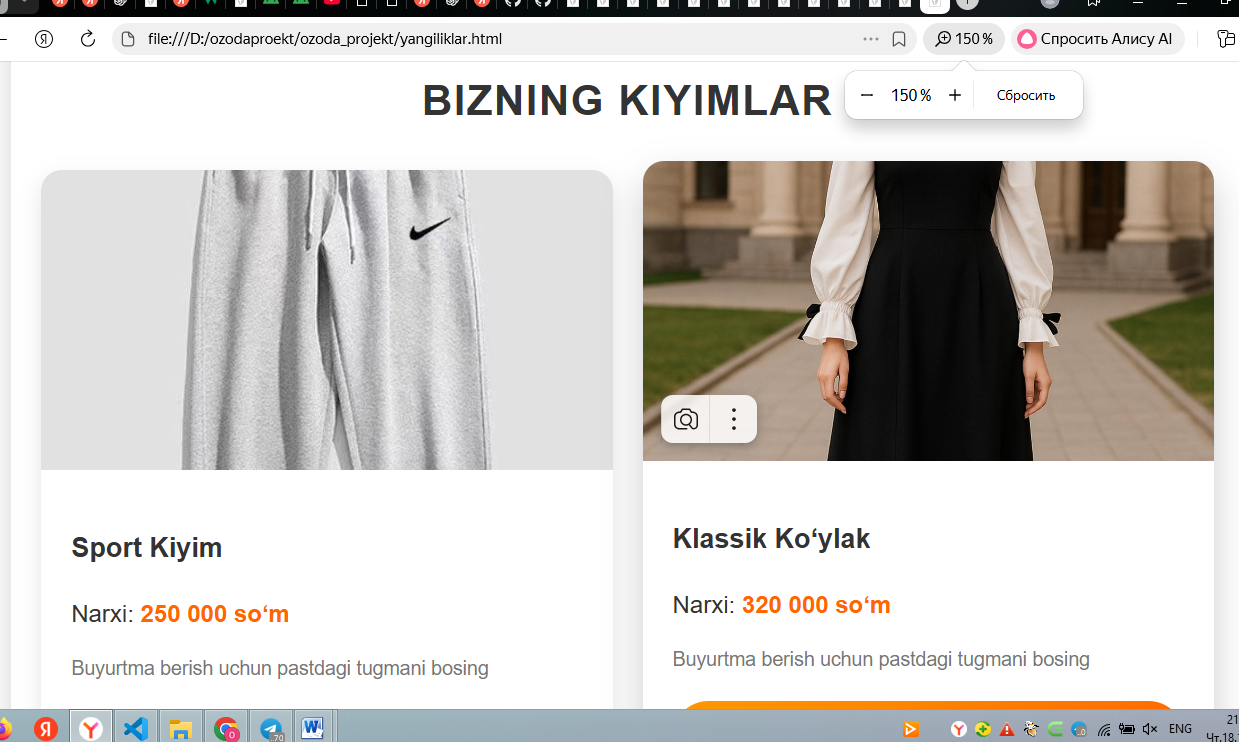 file:///D:/ozodaproekt/ozoda_projekt/yangiliklar.html
150 %
Спросить Алису AI
150 %
Сбросить
BIZNING KIYIMLAR
Sport Kiyim
Narxi: 250 000 so‘m
Buyurtma berish uchun pastdagi tugmani bosing
Klassik Ko‘ylak
Narxi: 320 000 so‘m
Buyurtma berish uchun pastdagi tugmani bosing
ENG